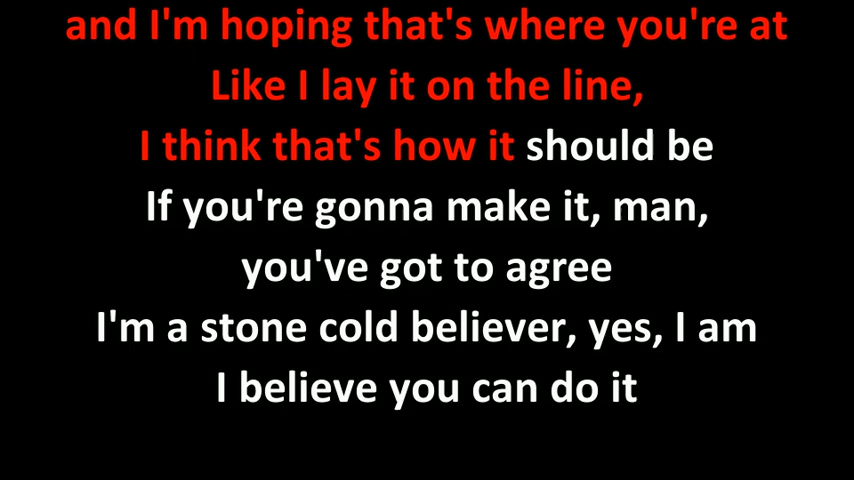 and I'm hoping that's where you're at
Like I lay it on the line,
I think that's how it should be
If you're gonna make it, man,
you've got to agree
I'm a stone cold believer, yes, I am
I believe you can do it